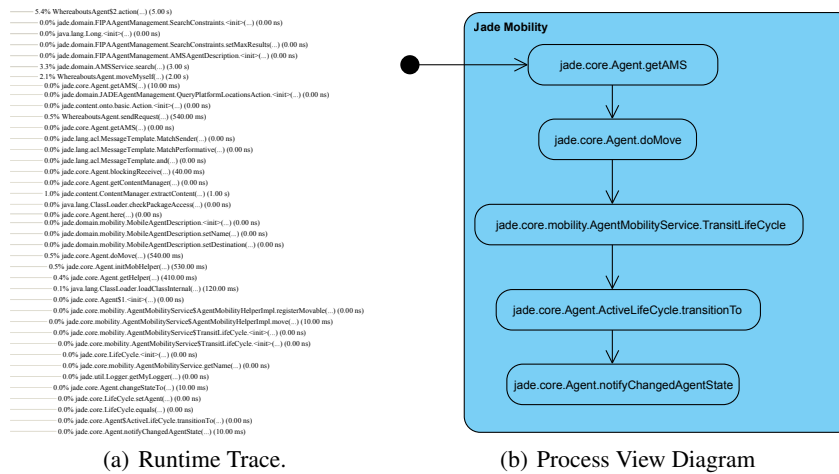 5.4% WhereaboutsAgent$2.action(...) (5.00 s)
0.0% jade.domain.FIPAAgentManagement.SearchConstraints.<init>(...) (0.00 ns)
0.0% java.lang.Long.<init>(...) (0.00 ns)
0.0% jade.domain.FIPAAgentManagement.SearchConstraints.setMaxResults(...) (0.00 ns)
0.0% jade.domain.FIPAAgentManagement.AMSAgentDescription.<init>(...) (0.00 ns)
3.3% jade.domain.AMSService.search(...) (3.00 s)
2.1% WhereaboutsAgent.moveMyself(...) (2.00 s)
0.0% jade.core.Agent.getAMS(...) (10.00 ms)
0.0% jade.domain.JADEAgentManagement.QueryPlatformLocationsAction.<init>(...) (0.00 ns)
0.0% jade.content.onto.basic.Action.<init>(...) (0.00 ns)
0.5% WhereaboutsAgent.sendRequest(...) (540.00 ms)
0.0% jade.core.Agent.getAMS(...) (0.00 ns)
0.0% jade.lang.acl.MessageTemplate.MatchSender(...) (0.00 ns)
0.0% jade.lang.acl.MessageTemplate.MatchPerformative(...) (0.00 ns)
0.0% jade.lang.acl.MessageTemplate.and(...) (0.00 ns)
0.0% jade.core.Agent.blockingReceive(...) (40.00 ms)
0.0% jade.core.Agent.getContentManager(...) (0.00 ns)
1.0% jade.content.ContentManager.extractContent(...) (1.00 s)
0.0% java.lang.ClassLoader.checkPackageAccess(...) (0.00 ns)
0.0% jade.core.Agent.here(...) (0.00 ns)
0.0% jade.domain.mobility.MobileAgentDescription.<init>(...) (0.00 ns)
0.0% jade.domain.mobility.MobileAgentDescription.setName(...) (0.00 ns)
0.0% jade.domain.mobility.MobileAgentDescription.setDestination(...) (0.00 ns)
0.5% jade.core.Agent.doMove(...) (540.00 ms)
0.5% jade.core.Agent.initMobHelper(...) (530.00 ms)
0.4% jade.core.Agent.getHelper(...) (410.00 ms)
0.1% java.lang.ClassLoader.loadClassInternal(...) (120.00 ms)
0.0% jade.core.Agent$1.<init>(...) (0.00 ns)
0.0% jade.core.mobility.AgentMobilityService$AgentMobilityHelperImpl.registerMovable(...) (0.00 ns)
0.0% jade.core.mobility.AgentMobilityService$AgentMobilityHelperImpl.move(...) (10.00 ms)
0.0% jade.core.mobility.AgentMobilityService$TransitLifeCycle.<init>(...) (0.00 ns)
0.0% jade.core.mobility.AgentMobilityService$TransitLifeCycle.<init>(...) (0.00 ns)
0.0% jade.core.LifeCycle.<init>(...) (0.00 ns)
0.0% jade.core.mobility.AgentMobilityService.getName(...) (0.00 ns)
0.0% jade.util.Logger.getMyLogger(...) (0.00 ns)
0.0% jade.core.Agent.changeStateTo(...) (10.00 ms)
0.0% jade.core.LifeCycle.setAgent(...) (0.00 ns)
0.0% jade.core.LifeCycle.equals(...) (0.00 ns)
0.0% jade.core.Agent$ActiveLifeCycle.transitionTo(...) (0.00 ns)
0.0% jade.core.Agent.notifyChangedAgentState(...) (10.00 ms)
(a) Runtime Trace.
Jade Mobility
jade.core.Agent.getAMS
jade.core.Agent.doMove
jade.core.mobility.AgentMobilityService.TransitLifeCycle
jade.core.Agent.ActiveLifeCycle.transitionTo
jade.core.Agent.notifyChangedAgentState
(b) Process View Diagram